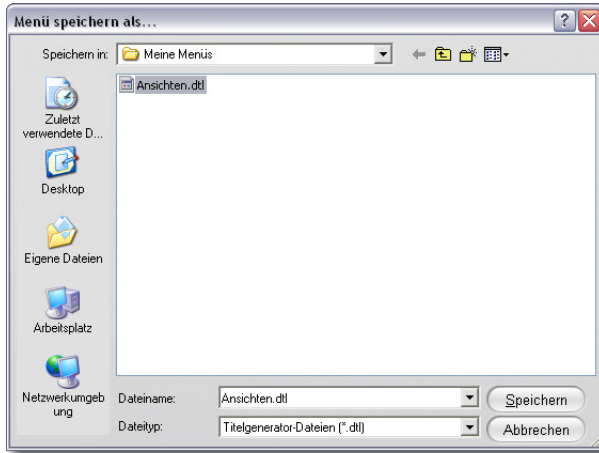 Menü speichern als...
Speichern in: Meine Menüs
Ansichten.dtl
Zuletzt
verwendete D...
Desktop
Eigene Dateien
Arbeitsplatz
Netzwerkumgeb
ung
Dateiname: Ansichten.dtl Speichern
Dateityp: Titelgenerator-Dateien (*.dtl) Abbrechen